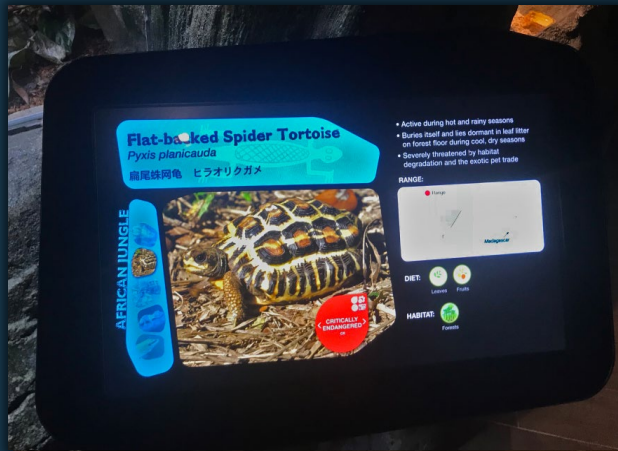 Flat-backed Spider Tortoise
Pyxis planicauda
扁尾蛛网亀 ヒラオリクガメ
AFRICAN JUNGLE
CRITICALLY
ENDANGERED
CR
• Active during hot and rainy seasons
• Buries itself and lies dormant in leaf litter
on forest floor during cool, dry seasons
• Severely threatened by habitat
degradation and the exotic pet trade
RANGE:
Range
Madagascar
DIET:
Leaves
Fruits
HABITAT:
Forests